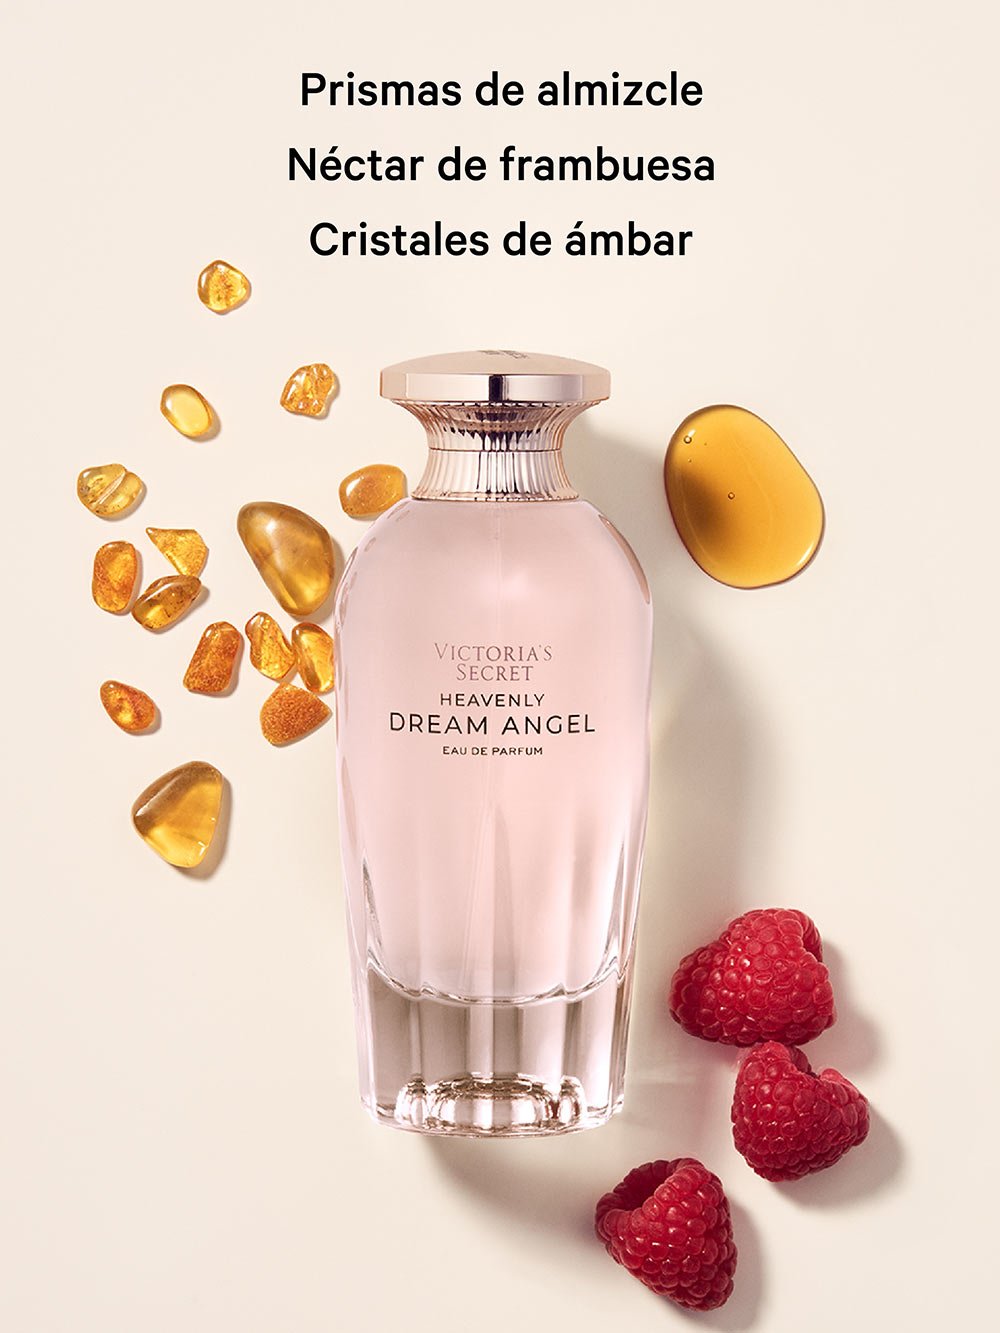 Prismas de almizcle
Néctar de frambuesa
Cristales de ámbar
VICTORIA'S
SECRET
HEAVENLY
DREAM ANGEL
EAU DE PARFUM